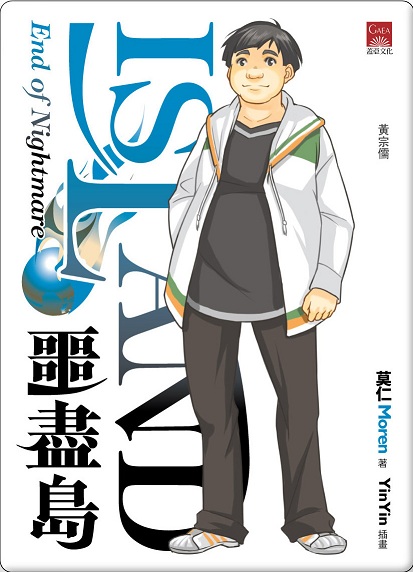 ISLAND
End of Nightmare
噩盡島
GAEA
蓋亞文化
黃宗儒
莫仁 Moren 著
YinYin 插畫